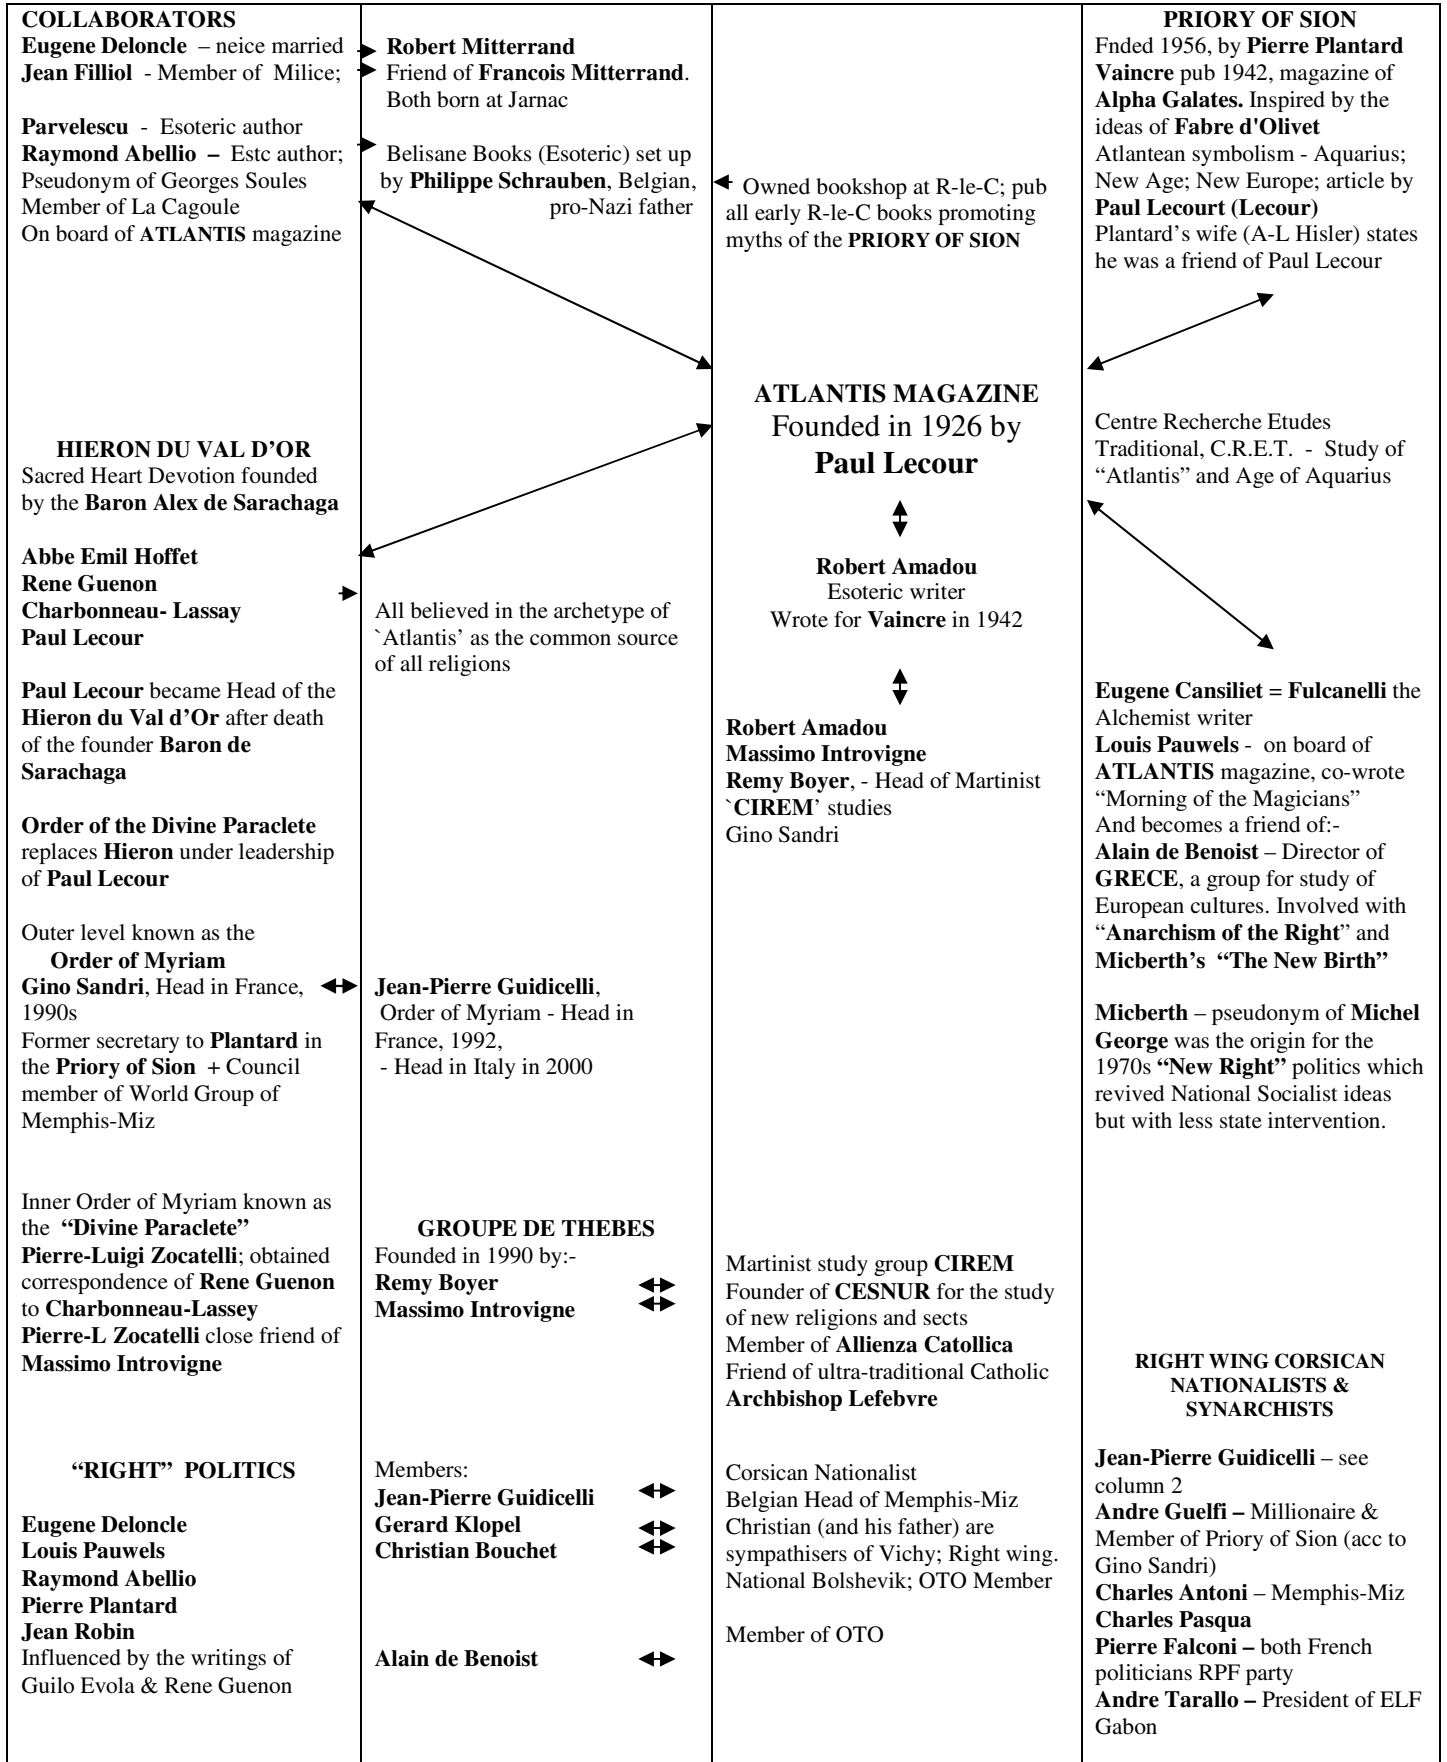 COLLABORATORS
Eugene Deloncle – neice married
Jean Filliol - Member of Milice;
Parvelescu - Esoteric author
Raymond Abellio – Estc author;
Pseudonym of Georges Soules
Member of La Cagoule
On board of ATLANTIS magazine
HIERON DU VAL D’OR
Sacred Heart Devotion founded
by the Baron Alex de Sarachaga
Abbe Emil Hoffet
Rene Guenon
Charbonneau- Lassay
Paul Lecour
Paul Lecour became Head of the
Hieron du Val d’Or after death
of the founder Baron de
Sarachaga
Order of the Divine Paraclete
replaces Hieron under leadership
of Paul Lecour
Outer level known as the
Order of Myriam
Gino Sandri, Head in France,
1990s
Former secretary to Plantard in
the Priory of Sion + Council
member of World Group of
Memphis-Miz
Inner Order of Myriam known as
the “Divine Paraclete”
Pierre-Luigi Zocatelli; obtained
correspondence of Rene Guenon
to Charbonneau-Lassey
Pierre-L Zocatelli close friend of
Massimo Introvigne
“RIGHT” POLITICS
Eugene Deloncle
Louis Pauwels
Raymond Abellio
Pierre Plantard
Jean Robin
Influenced by the writings of
Guilo Evola & Rene Guenon
Robert Mitterrand
Friend of Francois Mitterrand.
Both born at Jarnac
Belisane Books (Esoteric) set up
by Philippe Schrauben, Belgian,
pro-Nazi father
All believed in the archetype of
`Atlantis’ as the common source
of all religions
Jean-Pierre Guidicelli,
Order of Myriam - Head in
France, 1992,
- Head in Italy in 2000
GROUPE DE THEBES
Founded in 1990 by:-
Remy Boyer
Massimo Introvigne
Members:
Jean-Pierre Guidicelli
Gerard Klopel
Christian Bouchet
Alain de Benoist
Owned bookshop at R-le-C; pub
all early R-le-C books promoting
myths of the PRIORY OF SION
ATLANTIS MAGAZINE
Founded in 1926 by
Paul Lecour
Robert Amadou
Esoteric writer
Wrote for Vaincre in 1942
Robert Amadou
Massimo Introvigne
Remy Boyer, - Head of Martinist
`CIREM’ studies
Gino Sandri
Martinist study group CIREM
Founder of CESNUR for the study
of new religions and sects
Member of Allienza Catollica
Friend of ultra-traditional Catholic
Archbishop Lefebvre
Corsican Nationalist
Belgian Head of Memphis-Miz
Christian (and his father) are
sympathisers of Vichy; Right wing.
National Bolshevik; OTO Member
Member of OTO
PRIORY OF SION
Fnded 1956, by Pierre Plantard
Vaincre pub 1942, magazine of
Alpha Galates. Inspired by the
ideas of Fabre d'Olivet
Atlantean symbolism - Aquarius;
New Age; New Europe; article by
Paul Lecourt (Lecour)
Plantard’s wife (A-L Hisler) states
he was a friend of Paul Lecour
Centre Recherche Etudes
Traditional, C.R.E.T. - Study of
“Atlantis” and Age of Aquarius
Eugene Cansiliet = Fulcanelli the
Alchemist writer
Louis Pauwels - on board of
ATLANTIS magazine, co-wrote
“Morning of the Magicians”
And becomes a friend of:-
Alain de Benoist – Director of
GRECE, a group for study of
European cultures. Involved with
“Anarchism of the Right” and
Micberth’s “The New Birth”
Micberth – pseudonym of Michel
George was the origin for the
1970s “New Right” politics which
revived National Socialist ideas
but with less state intervention.
RIGHT WING CORSICAN
NATIONALISTS &
SYNARCHISTS
Jean-Pierre Guidicelli – see
column 2
Andre Guelfi – Millionaire &
Member of Priory of Sion (acc to
Gino Sandri)
Charles Antoni – Memphis-Miz
Charles Pasqua
Pierre Falconi – both French
politicians RPF party
Andre Tarallo – President of ELF
Gabon